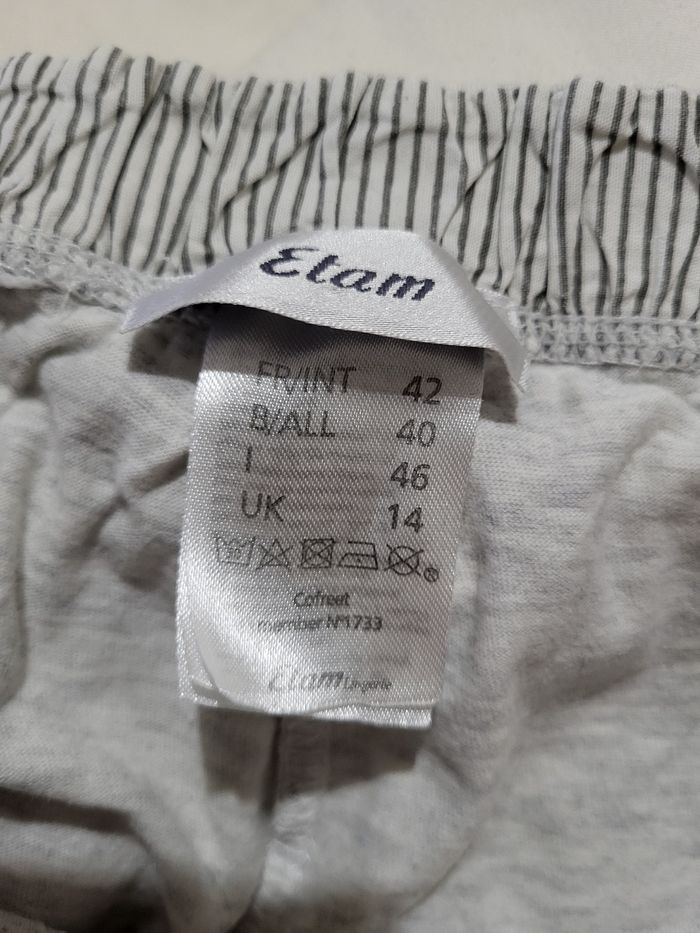 Etam
FR/INT 42
B/ALL 40
I 46
UK 14
Cofreet
member N°1733
Etam Lingerie